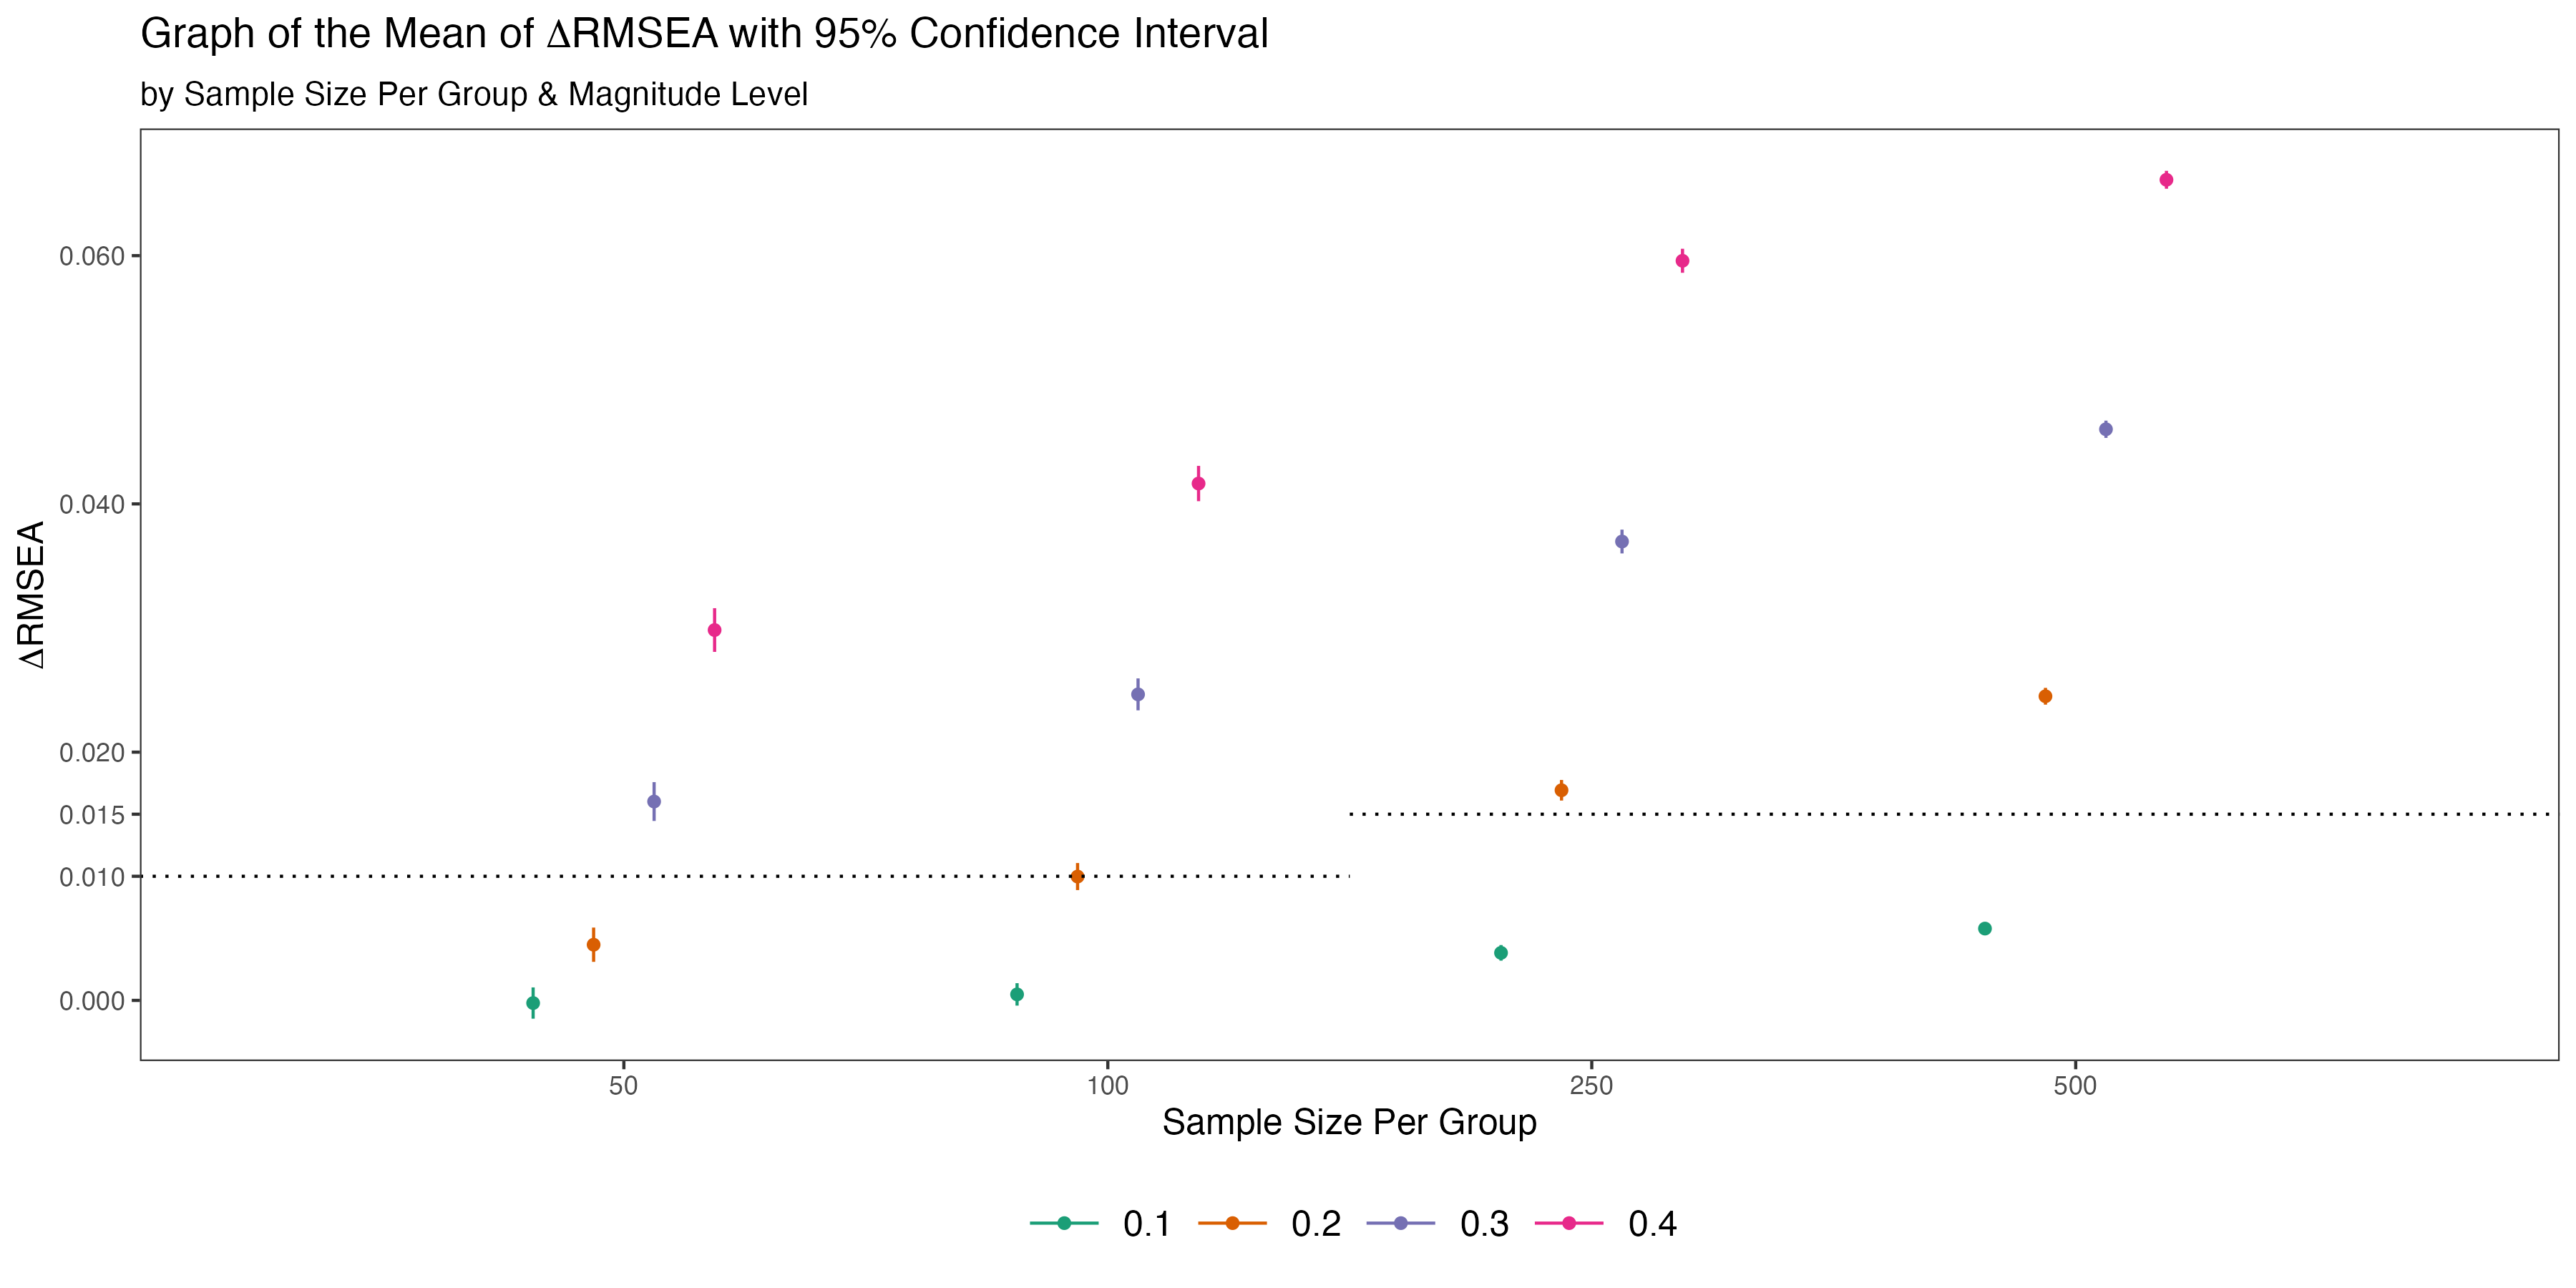 Graph of the Mean of ΔRMSEA with 95% Confidence Interval
by Sample Size Per Group & Magnitude Level
ΔRMSEA
0.060
0.040
0.020
0.015
0.010
0.000
50 100 250 500
Sample Size Per Group
0.1 0.2 0.3 0.4